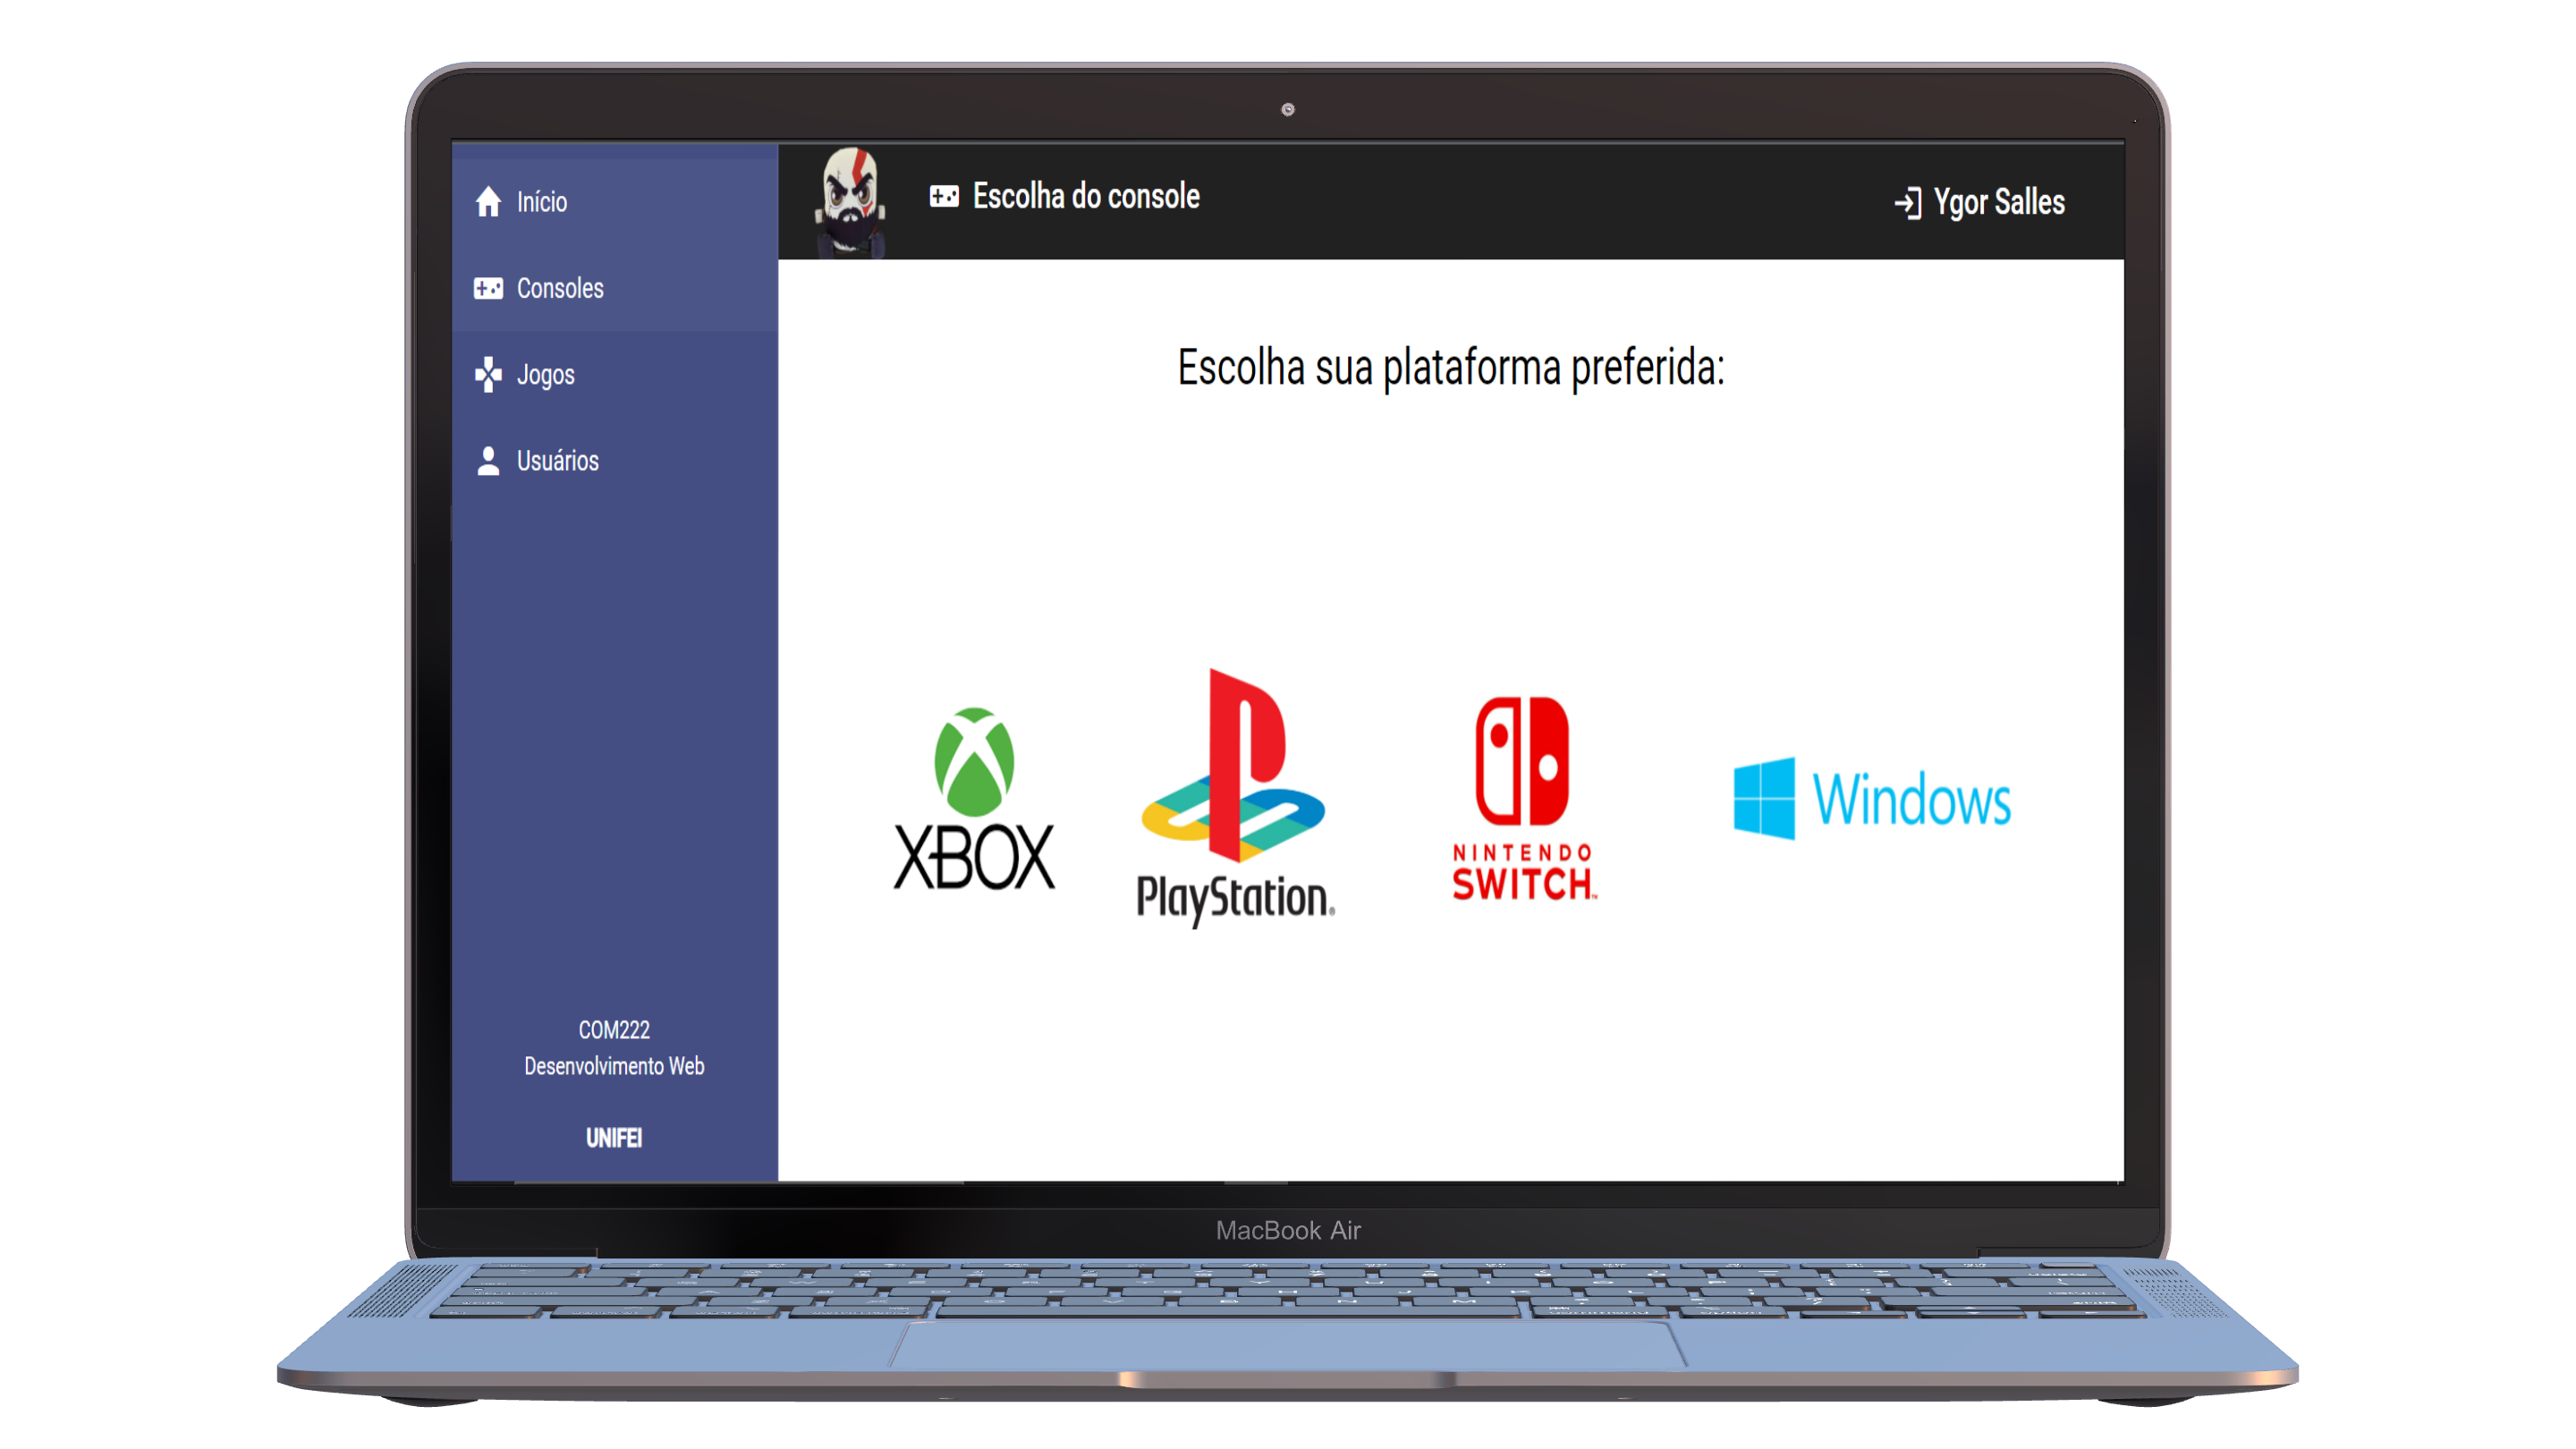 Início
Consoles
Jogos
Usuários
COM222
Desenvolvimento Web
UNIFEI
Escolha do console
Ygor Salles
Escolha sua plataforma preferida:
XBOX
PlayStation®
NINTENDO
SWITCH™
Windows
MacBook Air